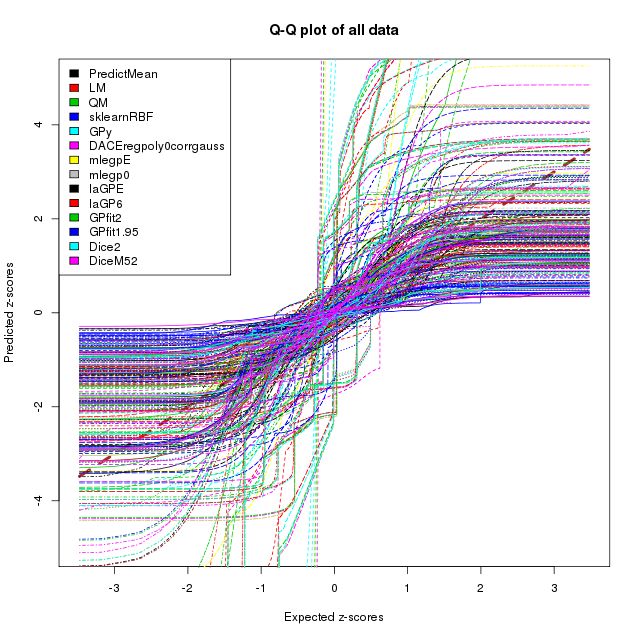 Q-Q plot of all data
PredictMean
LM
QM
sklearnRBF
GPy
DACEregpoly0corrgauss
mlegpE
mlegp0
laGPE
laGP6
GPfit2
GPfit1.95
Dice2
DiceM52
Predicted z-scores
4
2
0
-2
-4
-3
-2
-1
0
1
2
3
Expected z-scores